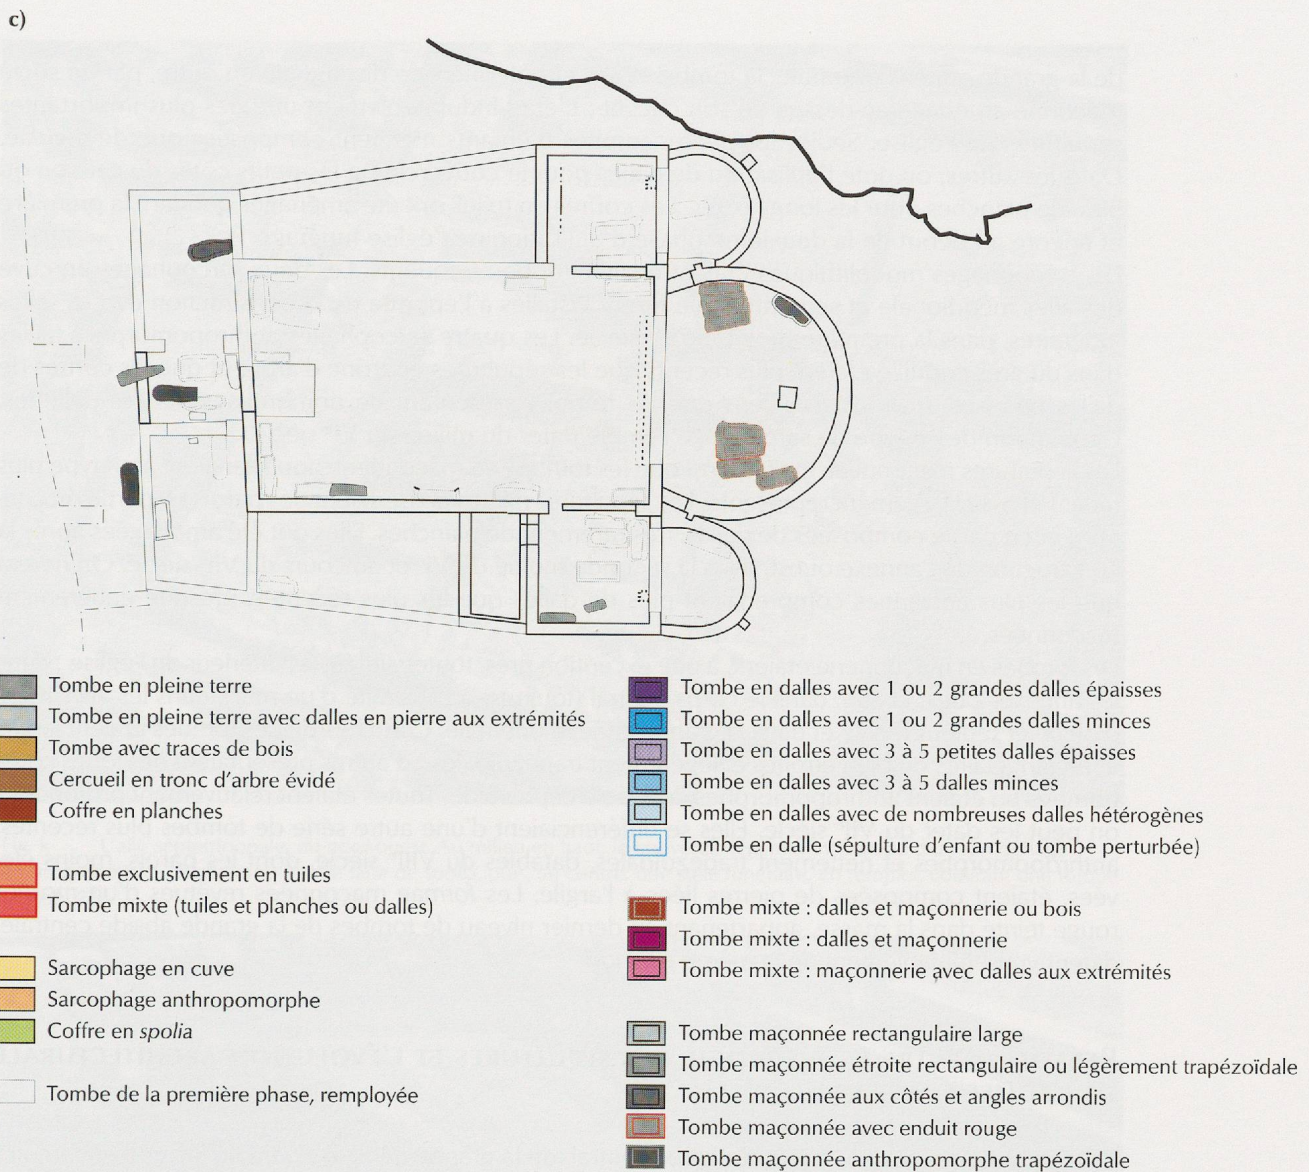 c)
Tombe en pleine terre
Tombe en pleine terre avec dalles en pierre aux extrémités
Tombe avec traces de bois
Cercueil en tronc d'arbre évidé
Coffre en planches
Tombe exclusivement en tuiles
Tombe mixte (tuiles et planches ou dalles)
Sarcophage en cuve
Sarcophage anthropomorphe
Coffre en spolia
Tombe de la première phase, remployée
Tombe en dalles avec 1 ou 2 grandes dalles épaisses
Tombe en dalles avec 1 ou 2 grandes dalles minces
Tombe en dalles avec 3 à 5 petites dalles épaisses
Tombe en dalles avec 3 à 5 dalles minces
Tombe en dalles avec de nombreuses dalles hétérogènes
Tombe en dalle (sépulture d'enfant ou tombe perturbée)
Tombe mixte : dalles et maçonnerie ou bois
Tombe mixte : dalles et maçonnerie
Tombe mixte : maçonnerie avec dalles aux extrémités
Tombe maçonnée rectangulaire large
Tombe maçonnée étroite rectangulaire ou légèrement trapézoïdale
Tombe maçonnée aux côtés et angles arrondis
Tombe maçonnée avec enduit rouge
Tombe maçonnée anthropomorphe trapézoïdale